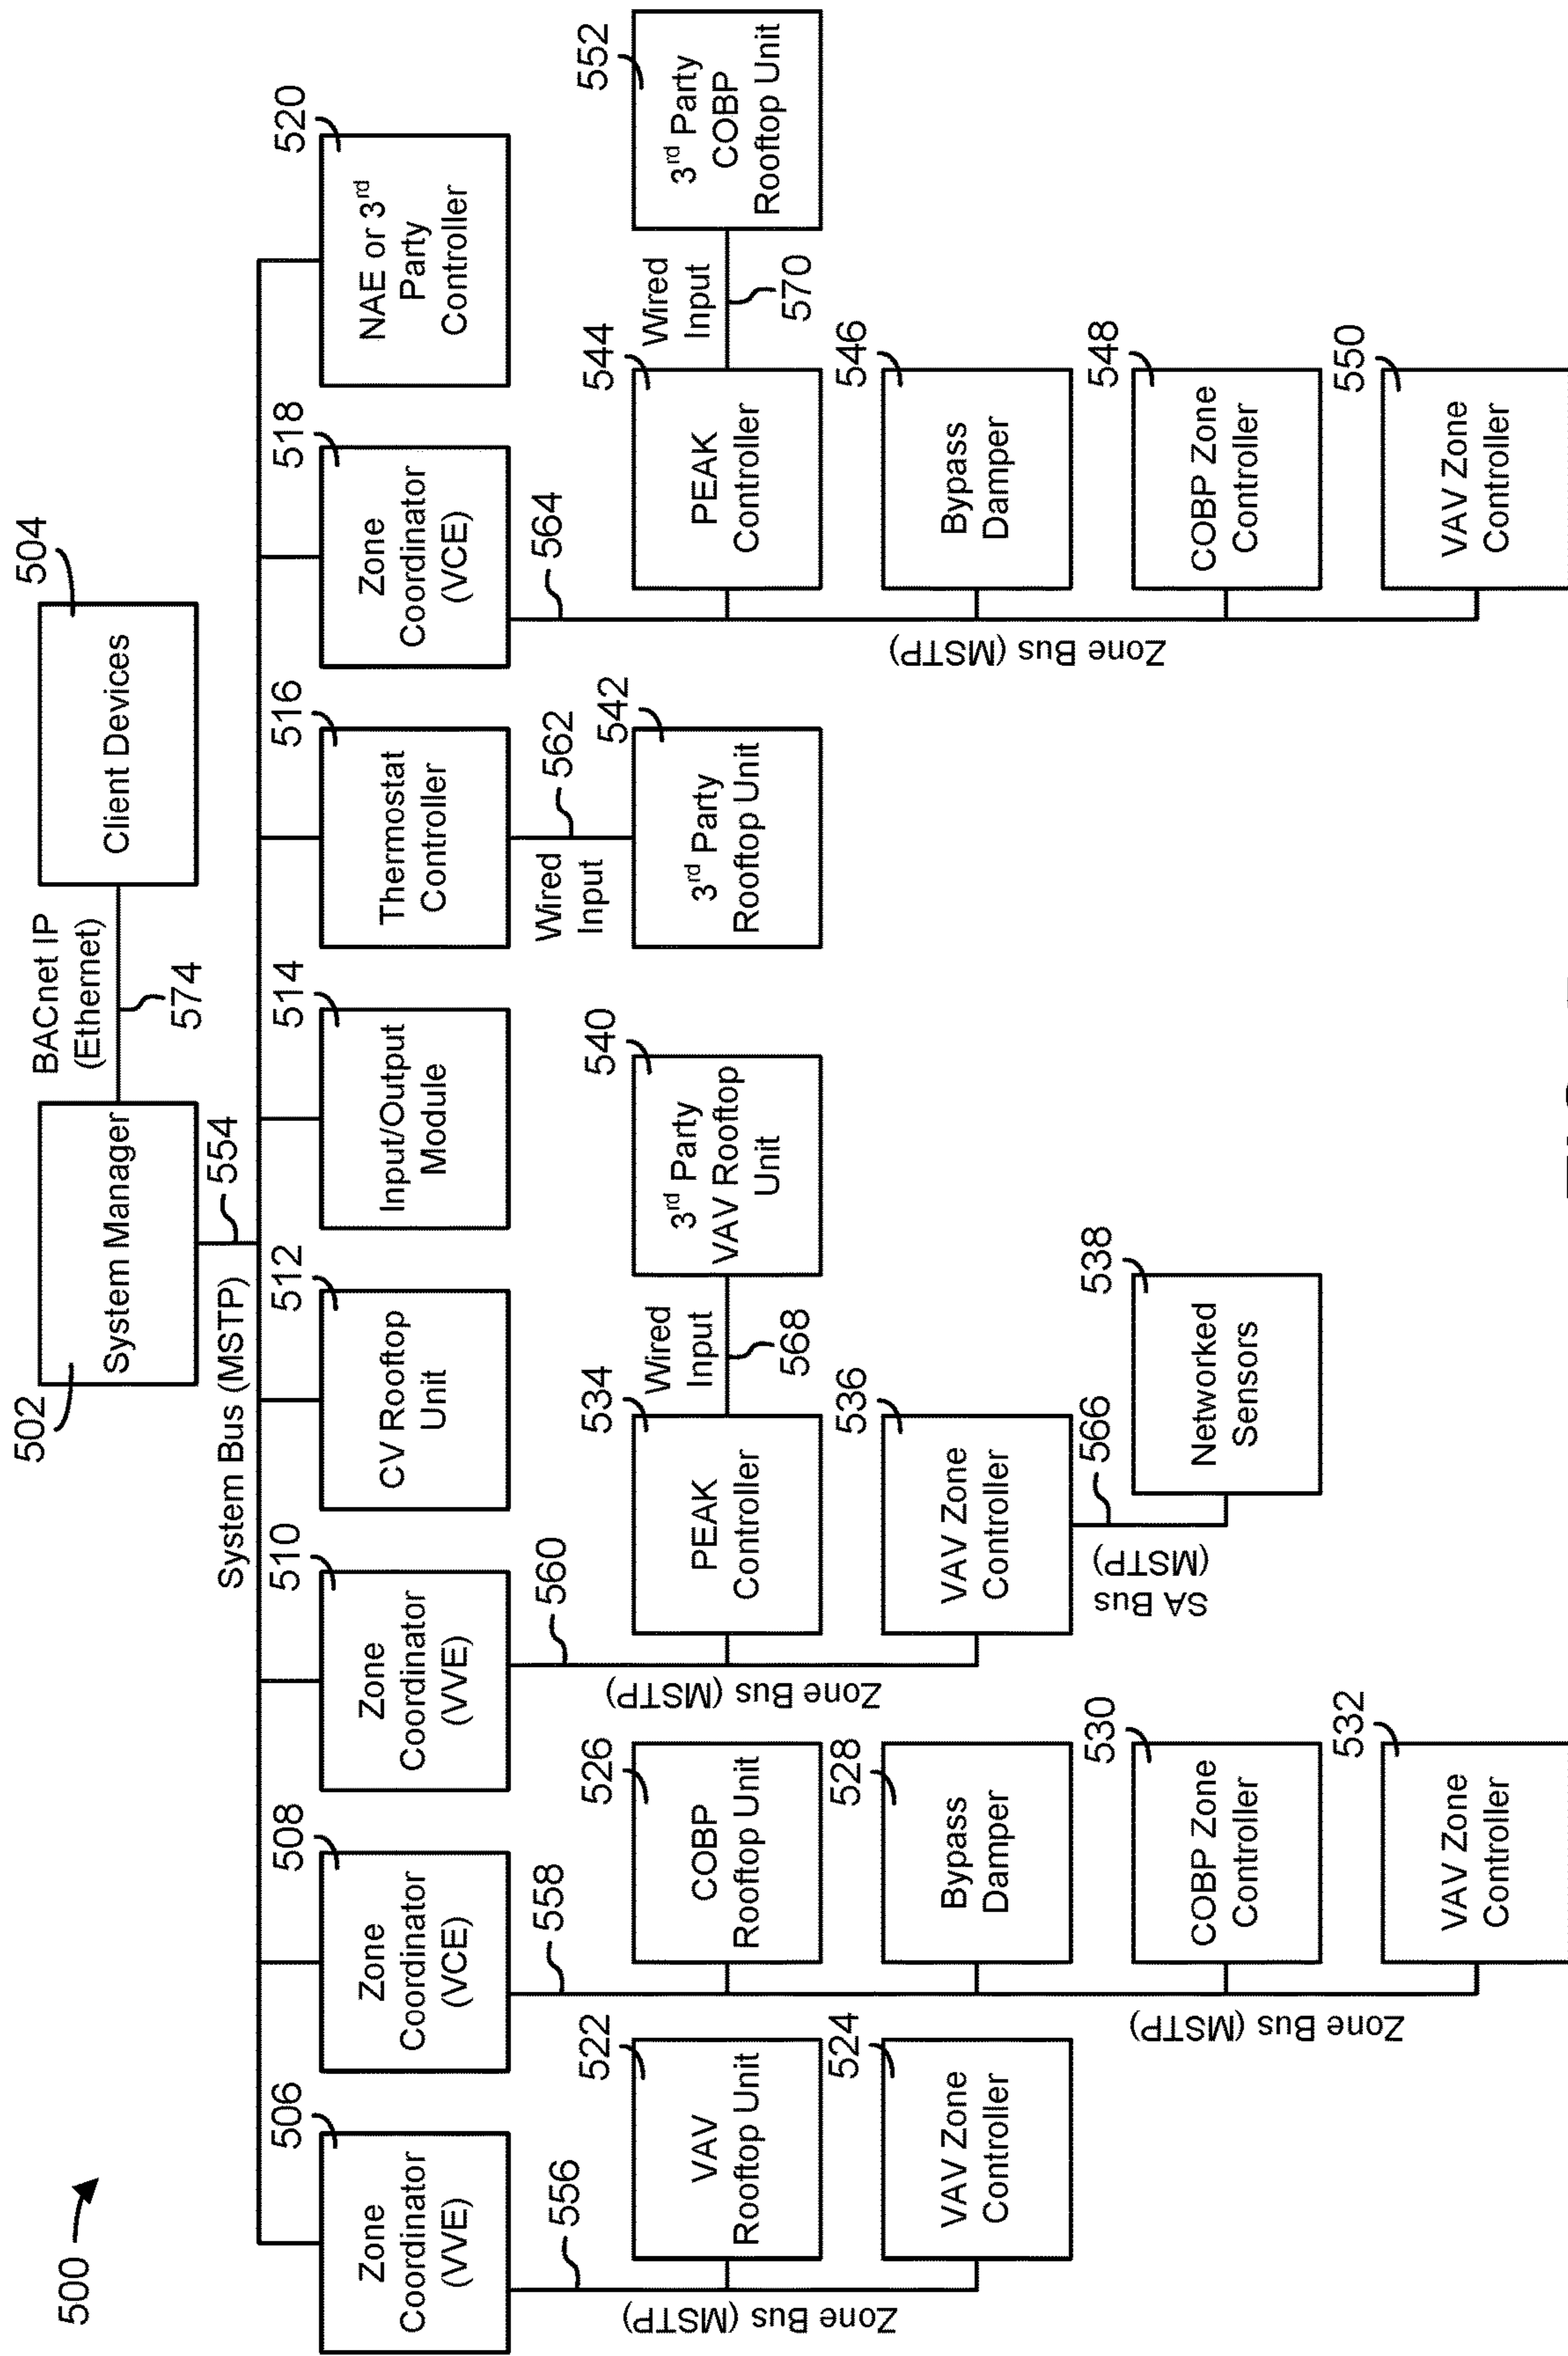 500
502
System Manager
BACnet IP
(Ethernet)
574
504
Client Devices
554
System Bus (MSTP)
506
Zone
Coordinator
(VVE)
508
Zone
Coordinator
(VCE)
510
Zone
Coordinator
(VVE)
512
CV Rooftop
Unit
514
Input/Output
Module
516
Thermostat
Controller
518
Zone
Coordinator
(VCE)
520
NAE or 3rd
Party
Controller
556
Zone Bus (MSTP)
522
VAV
Rooftop Unit
524
VAV Zone
Controller
558
Zone Bus (MSTP)
526
COBP
Rooftop Unit
528
Bypass
Damper
530
COBP Zone
Controller
532
VAV Zone
Controller
560
Zone Bus (MSTP)
534
PEAK
Controller
Wired
Input
568
540
3rd Party
VAV Rooftop
Unit
536
VAV Zone
Controller
566
SA Bus
(MSTP)
538
Networked
Sensors
562
Wired
Input
542
3rd Party
Rooftop Unit
564
Zone Bus (MSTP)
544
PEAK
Controller
Wired
Input
570
552
3rd Party
COBP
Rooftop Unit
546
Bypass
Damper
548
COBP Zone
Controller
550
VAV Zone
Controller